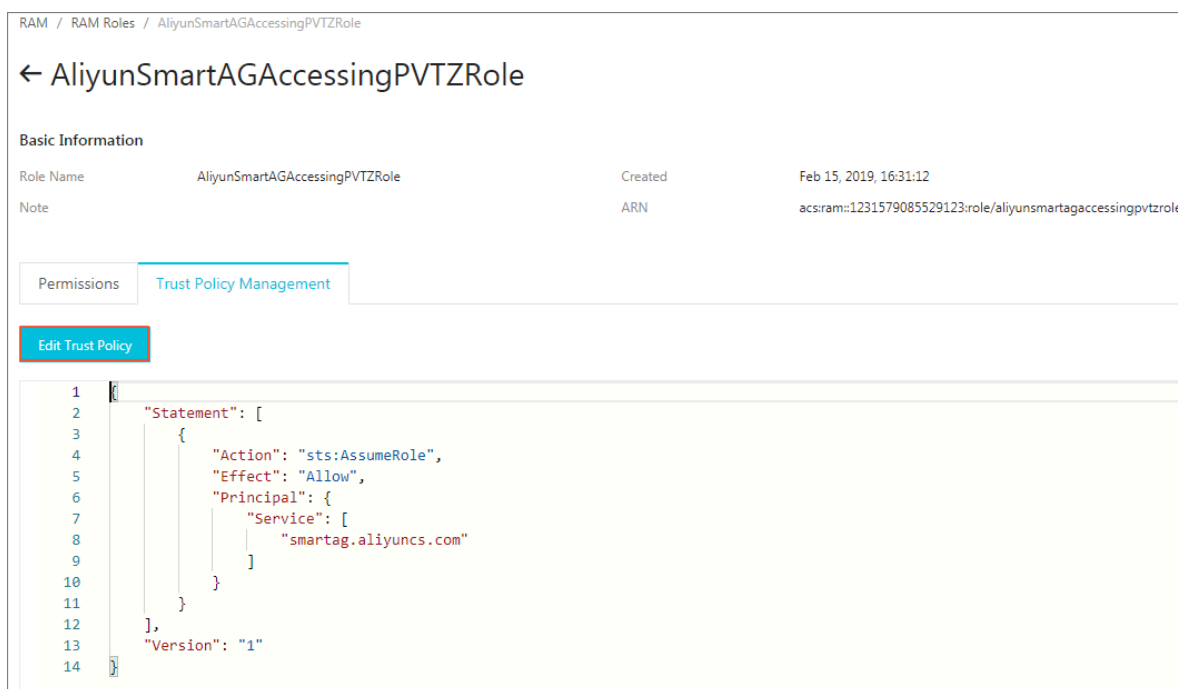 RAM / RAM Roles / AliyunSmartAGAccessingPVTZRole
← AliyunSmartAGAccessingPVTZRole
Basic Information
Role Name AliyunSmartAGAccessingPVTZRole Created Feb 15, 2019, 16:31:12
Note ARN acs:ram::1231579085529123:role/aliyunsmartagaccessingpvtzrole
Permissions Trust Policy Management
Edit Trust Policy
1 {
2 "Statement": [
3 {
4 "Action": "sts:AssumeRole",
5 "Effect": "Allow",
6 "Principal": {
7 "Service": [
8 "smartag.aliyuncs.com"
9 ]
10 }
11 }
12 ],
13 "Version": "1"
14 }